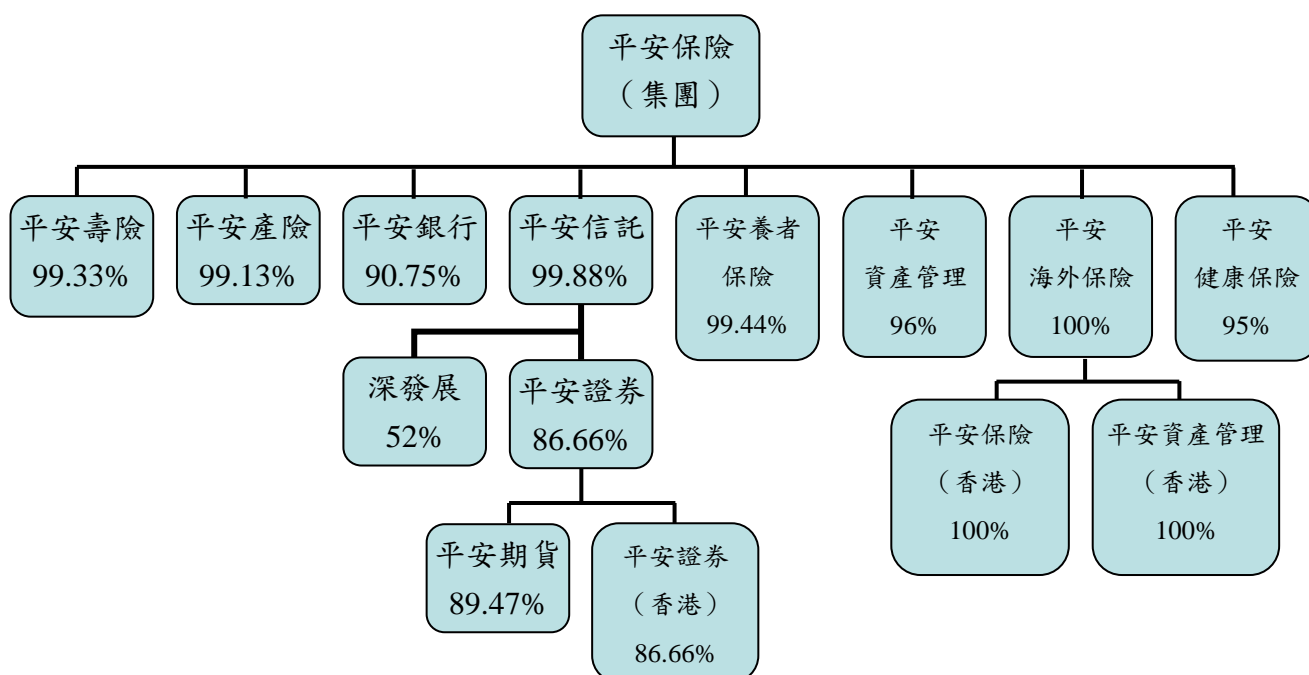 平安保險
（集團）
平安壽險
99.33%
平安產險
99.13%
平安銀行
90.75%
平安信託
99.88%
平安養者
保險
99.44%
平安
資產管理
96%
平安
海外保險
100%
平安
健康保險
95%
深發展
52%
平安證券
86.66%
平安保險
（香港）
100%
平安資產管理
（香港）
100%
平安期貨
89.47%
平安證券
（香港）
86.66%